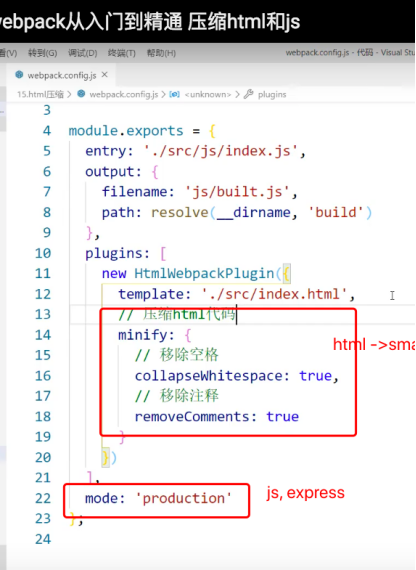 webpack从入门到精通 压缩html和js
看(V) 转到(G) 调试(D) 终端(T) 帮助(H) webpack.config.js - 代码 - Visual Stu
webpack.config.js ×
15.html压缩 > webpack.config.js > <unknown> > plugins
3
4 module.exports = {
5 entry: './src/js/index.js',
6 output: {
7 filename: 'js/built.js',
8 path: resolve(__dirname, 'build')
9 },
10 plugins: [
11 new HtmlWebpackPlugin({
12 template: './src/index.html',
13 // 压缩html代码
14 minify: {
html ->sma
15 // 移除空格
16 collapseWhitespace: true,
17 // 移除注释
18 removeComments: true
19 }
20 })
21 ],
22 mode: 'production'
js, express
23 };
24